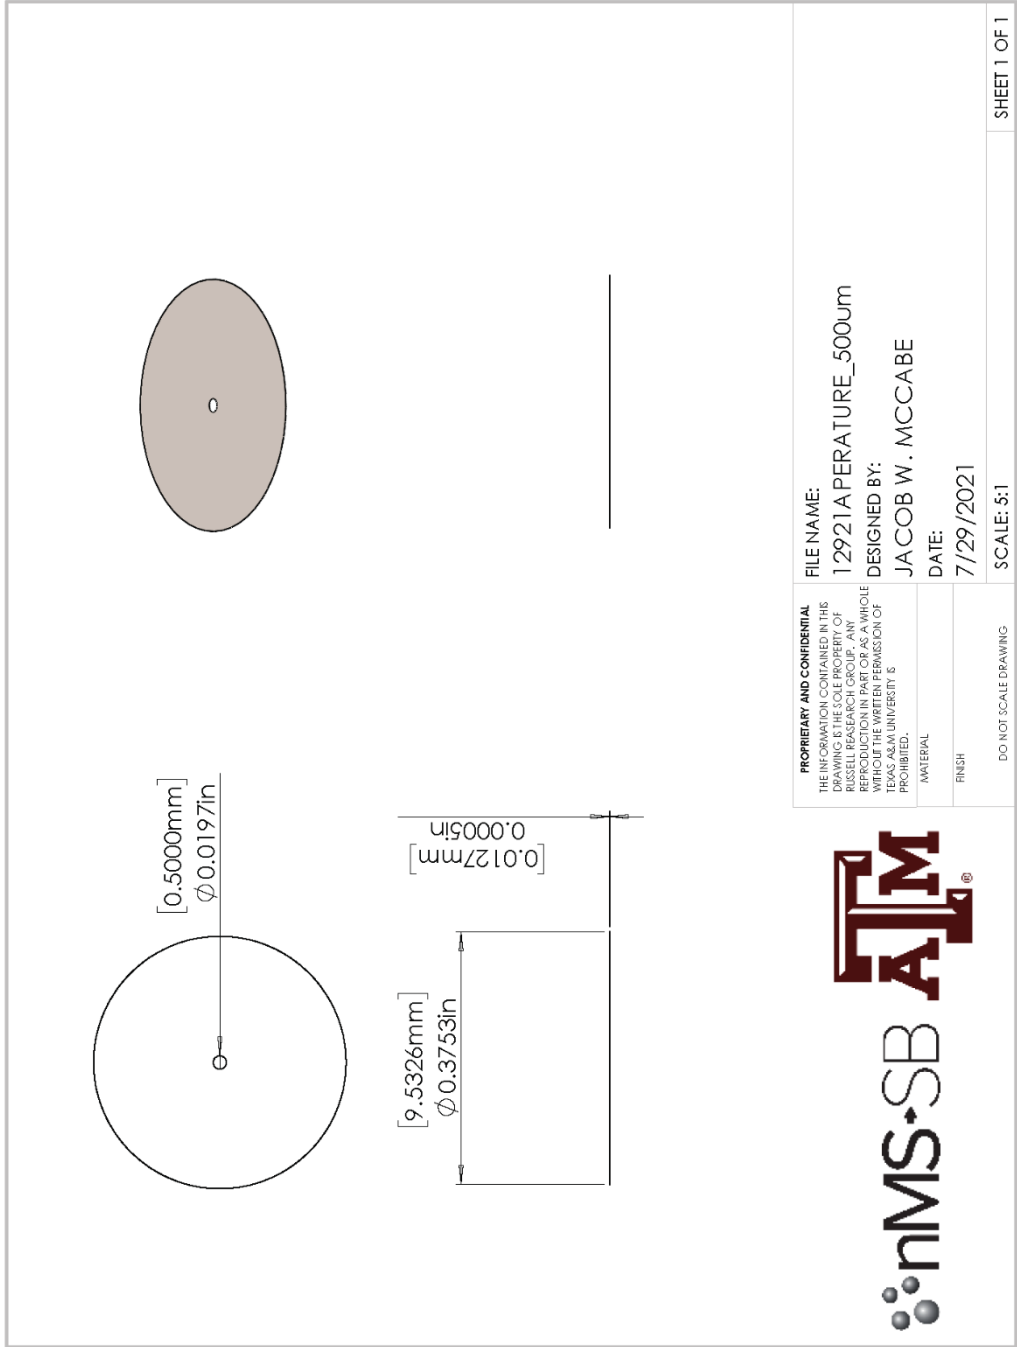 [0.5000mm]
∅0.0197in
[9.5326mm]
∅0.3753in
0.0005in
[0.0127mm]
nMS→SB
ATM
®
PROPRIETARY AND CONFIDENTIAL
THE INFORMATION CONTAINED IN THIS
DRAWING IS THE SOLE PROPERTY OF
RUSSELL REASEARCH GROUP. ANY
REPRODUCTION IN PART OR AS A WHOLE
WITHOUT THE WRITTEN PERMISSION OF
TEXAS A&M UNIVERSITY IS
PROHIBITED.
MATERIAL
FINISH
DO NOT SCALE DRAWING
FILE NAME:
12921APERATURE_500um
DESIGNED BY:
JACOB W. MCCABE
DATE:
7/29/2021
SCALE: 5:1
SHEET 1 OF 1